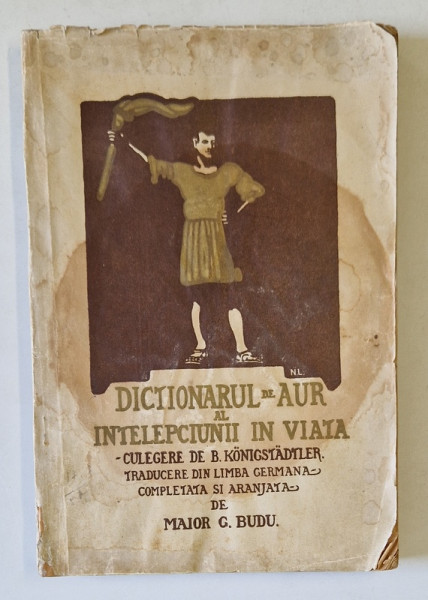 N.L.
DICTIONARUL DE AUR
AL
INTELEPCIUNII IN VIATA
-CULEGERE DE B. KÖNIGSTÄDTLER.
TRADUCERE DIN LIMBA GERMANA
COMPLETATA SI ARANJATA
DE
MAIOR G. BUDU.